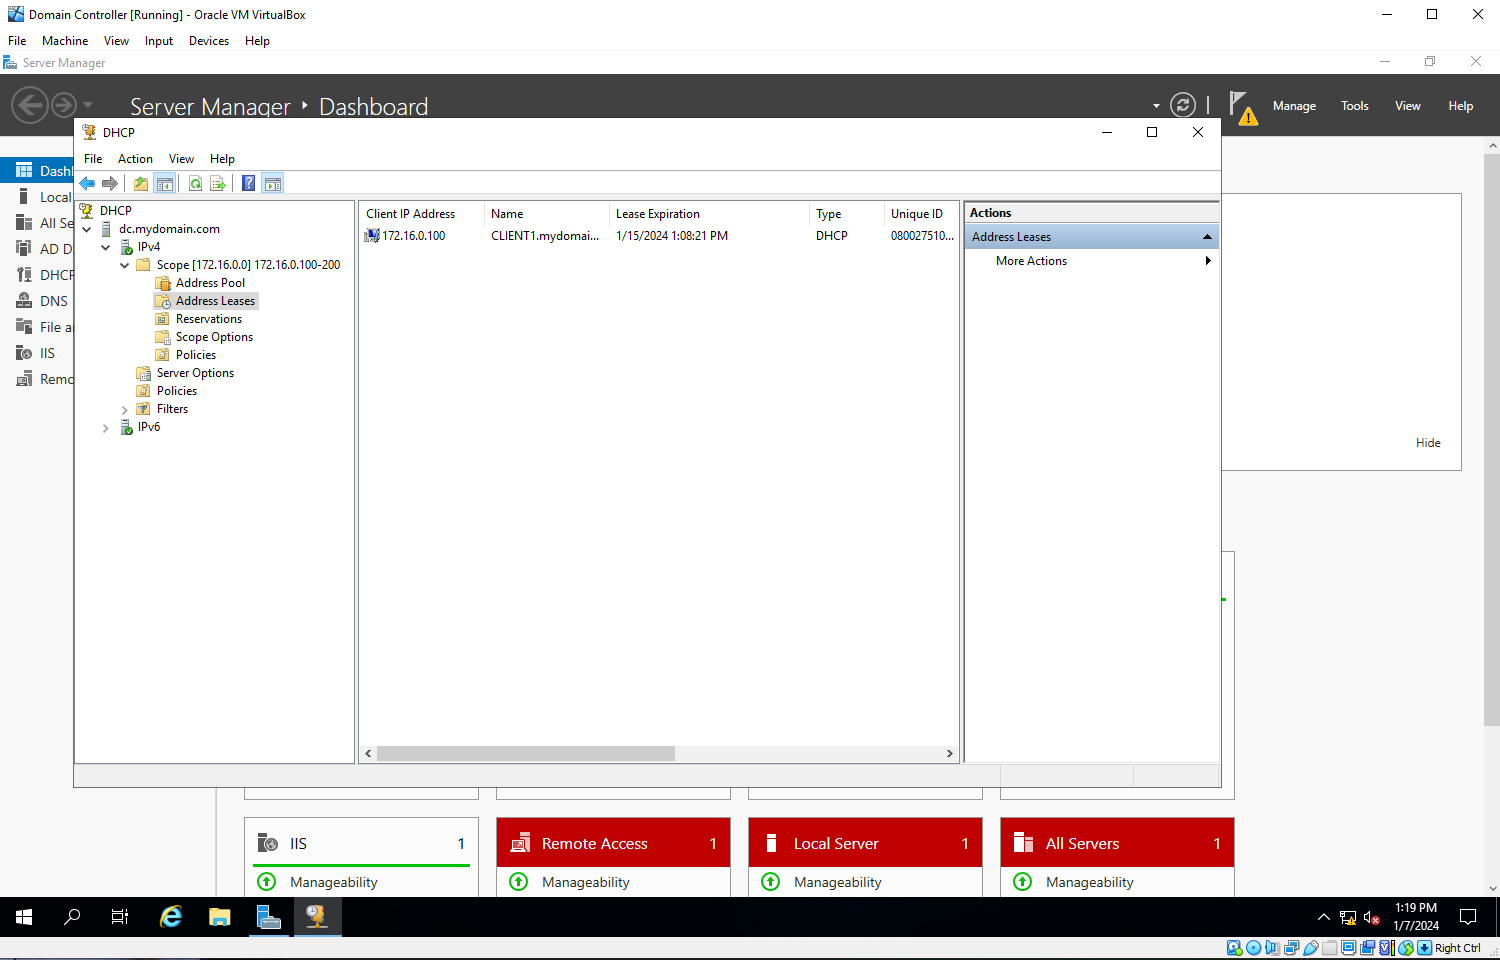 Domain Controller [Running] - Oracle VM VirtualBox
File Machine View Input Devices Help
Server Manager
Server Manager Dashboard
Manage Tools View Help
DHCP
File Action View Help
Dashl
Local
All Se
AD D
DHCP
DNS
File a
IIS
Remo
DHCP
dc.mydomain.com
IPv4
Scope [172.16.0.0] 172.16.0.100-200
Address Pool
Address Leases
Reservations
Scope Options
Policies
Server Options
Policies
Filters
IPv6
Client IP Address Name Lease Expiration Type Unique ID
172.16.0.100 CLIENT1.mydomai... 1/15/2024 1:08:21 PM DHCP 080027510...
Actions
Address Leases
More Actions
Hide
IIS 1
Manageability
Remote Access 1
Manageability
Local Server 1
Manageability
All Servers 1
Manageability
1:19 PM
1/7/2024
Right Ctrl